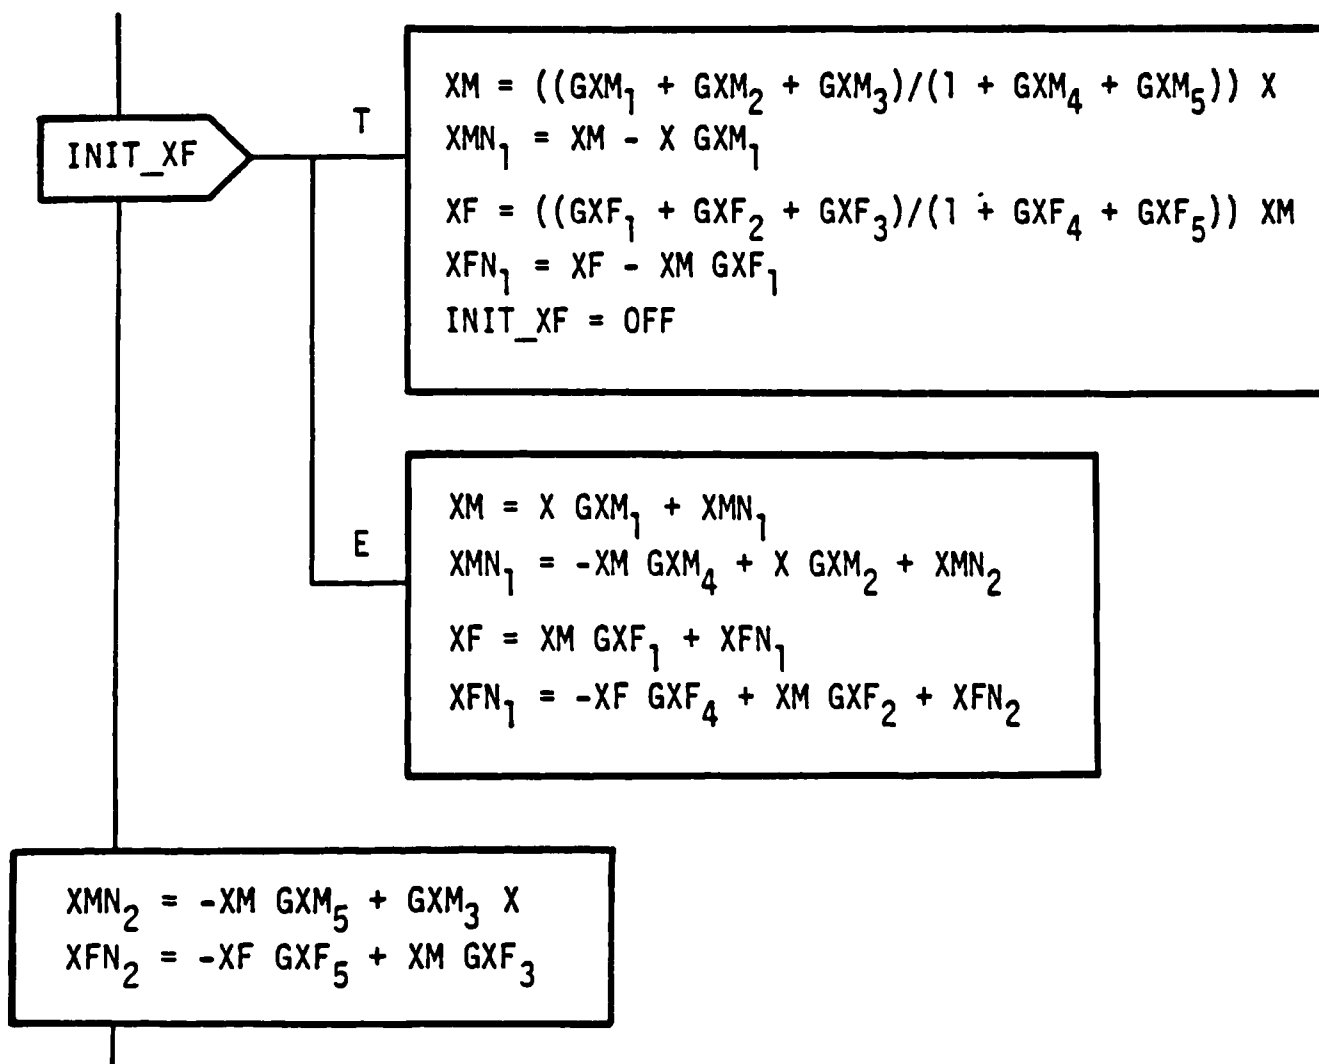 INIT_XF
T
XM = ((GXM₁ + GXM₂ + GXM₃)/(1 + GXM₄ + GXM₅)) X
XMN₁ = XM - X GXM₁
XF = ((GXF₁ + GXF₂ + GXF₃)/(1 + GXF₄ + GXF₅)) XM
XFN₁ = XF - XM GXF₁
INIT_XF = OFF
E
XM = X GXM₁ + XMN₁
XMN₁ = -XM GXM₄ + X GXM₂ + XMN₂
XF = XM GXF₁ + XFN₁
XFN₁ = -XF GXF₄ + XM GXF₂ + XFN₂
XMN₂ = -XM GXM₅ + GXM₃ X
XFN₂ = -XF GXF₅ + XM GXF₃